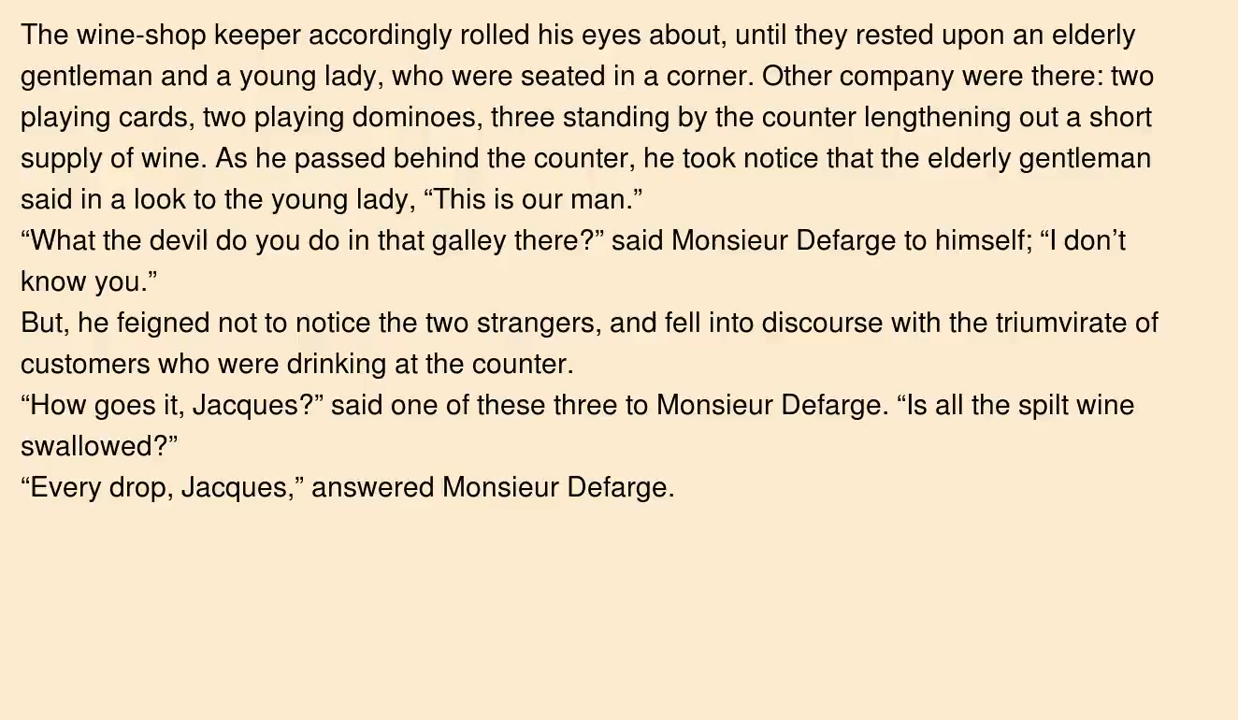 The wine-shop keeper accordingly rolled his eyes about, until they rested upon an elderly
gentleman and a young lady, who were seated in a corner. Other company were there: two
playing cards, two playing dominoes, three standing by the counter lengthening out a short
supply of wine. As he passed behind the counter, he took notice that the elderly gentleman
said in a look to the young lady, “This is our man.”
“What the devil do you do in that galley there?” said Monsieur Defarge to himself; “I don’t
know you.”
But, he feigned not to notice the two strangers, and fell into discourse with the triumvirate of
customers who were drinking at the counter.
“How goes it, Jacques?” said one of these three to Monsieur Defarge. “Is all the spilt wine
swallowed?”
“Every drop, Jacques,” answered Monsieur Defarge.